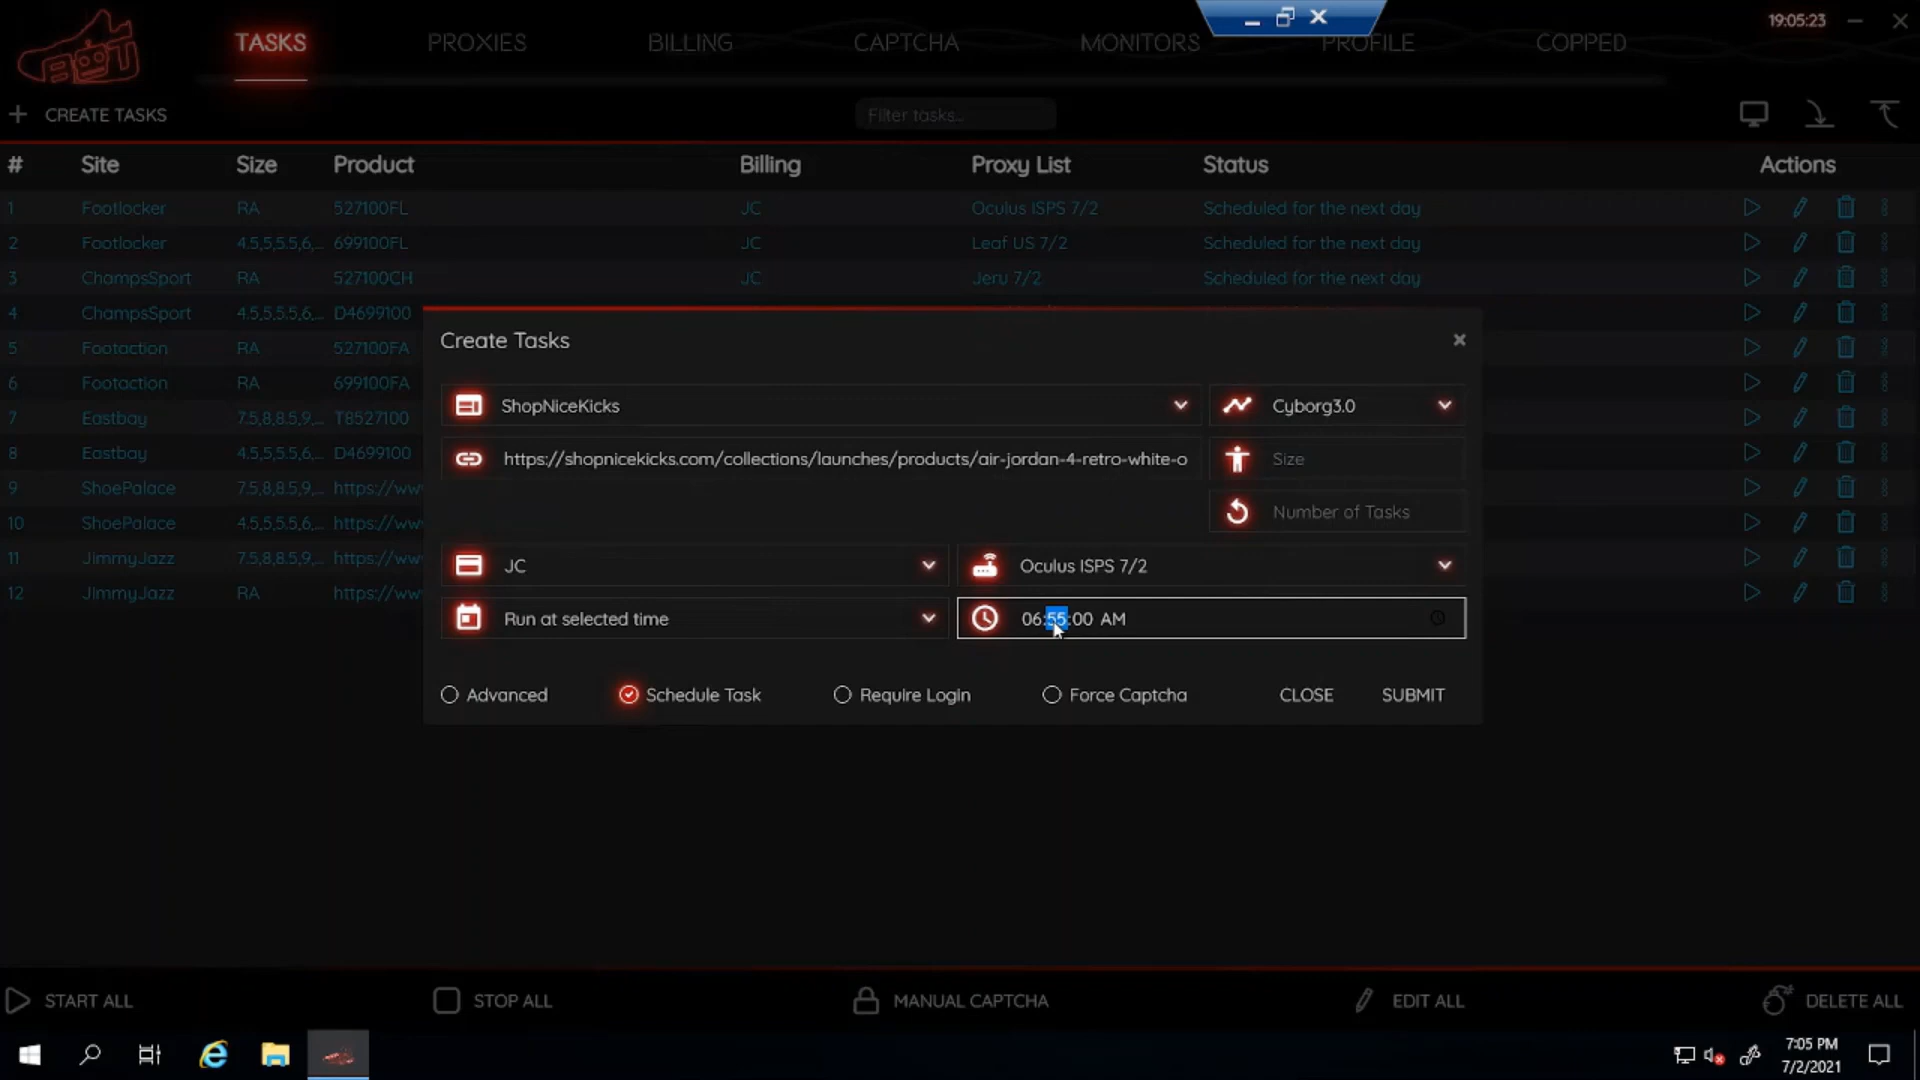 TASKS PROXIES BILLING CAPTCHA MONITORS PROFILE COPPED 19:05:23
CREATE TASKS Filter tasks...
# Site Size Product Billing Proxy List Status Actions
1 Footlocker RA 527100FL JC Oculus ISPS 7/2 Scheduled for the next day
2 Footlocker 4.5,5,5.5,6,... 699100FL JC Leaf US 7/2 Scheduled for the next day
3 ChampsSport RA 527100CH JC Jeru 7/2 Scheduled for the next day
4 ChampsSport 4.5,5,5.5,6,... D4699100
5 Footaction RA 527100FA
6 Footaction RA 699100FA
7 Eastbay 7.5,8,8.5,9,... T8527100
8 Eastbay 4.5,5,5.5,6,... D4699100
9 ShoePalace 7.5,8,8.5,9,... https://ww
10 ShoePalace 4.5,5,5.5,6,... https://ww
11 JimmyJazz 7.5,8,8.5,9,... https://ww
12 JimmyJazz RA https://ww
Create Tasks
ShopNiceKicks Cyborg3.0
https://shopnicekicks.com/collections/launches/products/air-jordan-4-retro-white-o Size
Number of Tasks
JC Oculus ISPS 7/2
Run at selected time 06:55:00 AM
Advanced Schedule Task Require Login Force Captcha CLOSE SUBMIT
START ALL STOP ALL MANUAL CAPTCHA EDIT ALL DELETE ALL
7:05 PM
7/2/2021